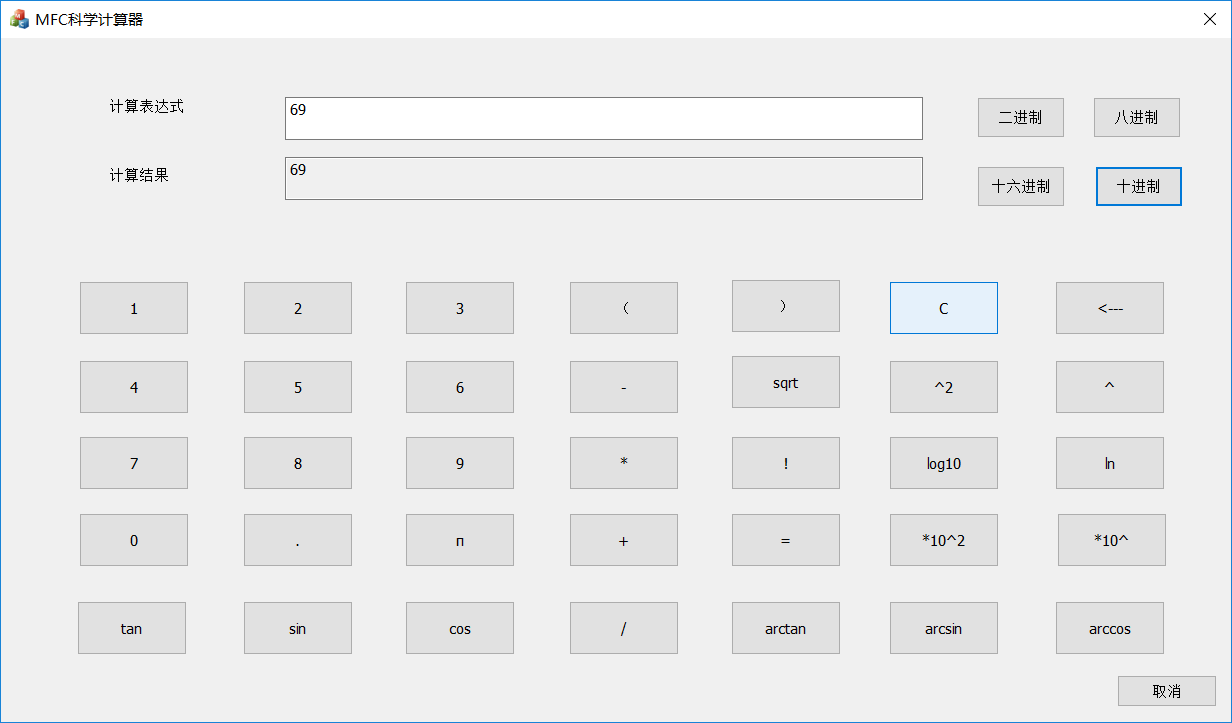 MFC科学计算器
计算表达式 69 二进制 八进制
计算结果 69 十六进制 十进制
1 2 3 （ ） C <---
4 5 6 - sqrt ^2 ^
7 8 9 * ! log10 ln
0 . п + = *10^2 *10^
tan sin cos / arctan arcsin arccos
取消